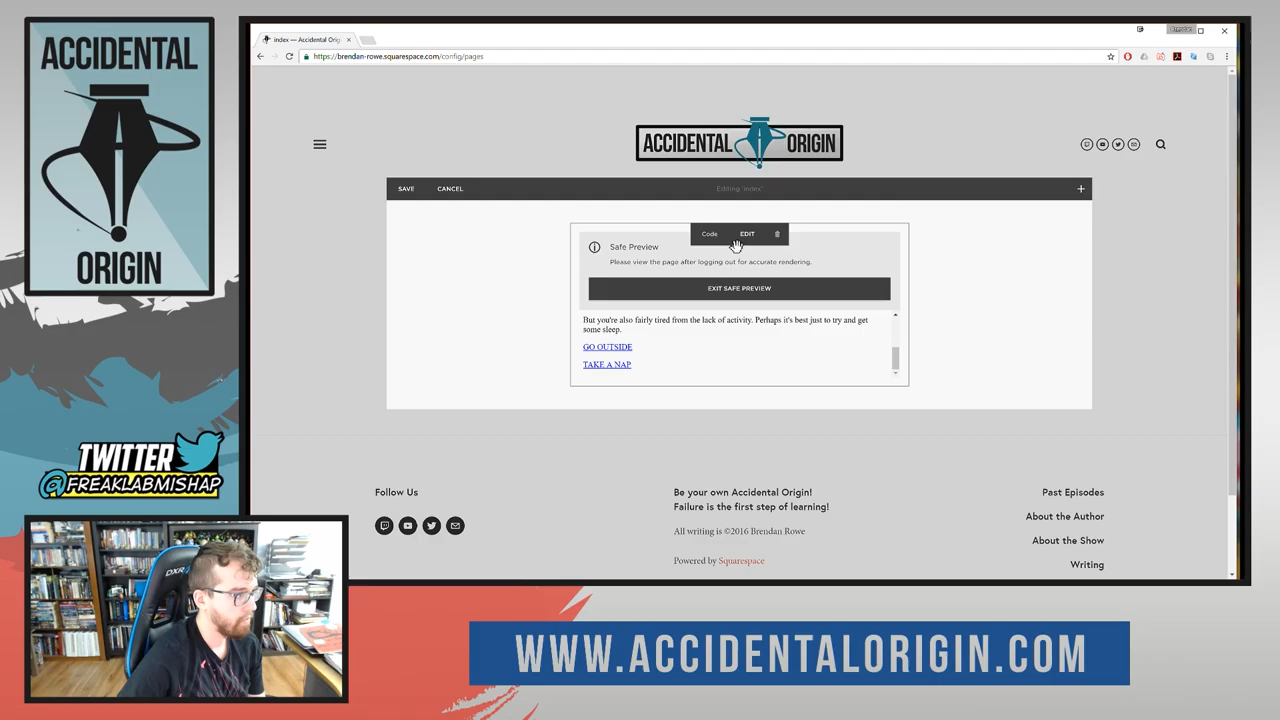 ACCIDENTAL
ORIGIN
TWITTER
@FREAKLABMISHAP
index — Accidental Orig
https://brendan-rowe.squarespace.com/config/pages
ACCIDENTAL ORIGIN
SAVE CANCEL Editing 'index' +
Code EDIT
Safe Preview
Please view the page after logging out for accurate rendering.
EXIT SAFE PREVIEW
But you're also fairly tired from the lack of activity. Perhaps it's best just to try and get
some sleep.
GO OUTSIDE
TAKE A NAP
Follow Us
Be your own Accidental Origin!
Failure is the first step of learning!
All writing is ©2016 Brendan Rowe
Powered by Squarespace
Past Episodes
About the Author
About the Show
Writing
DXR
WWW.ACCIDENTALORIGIN.COM